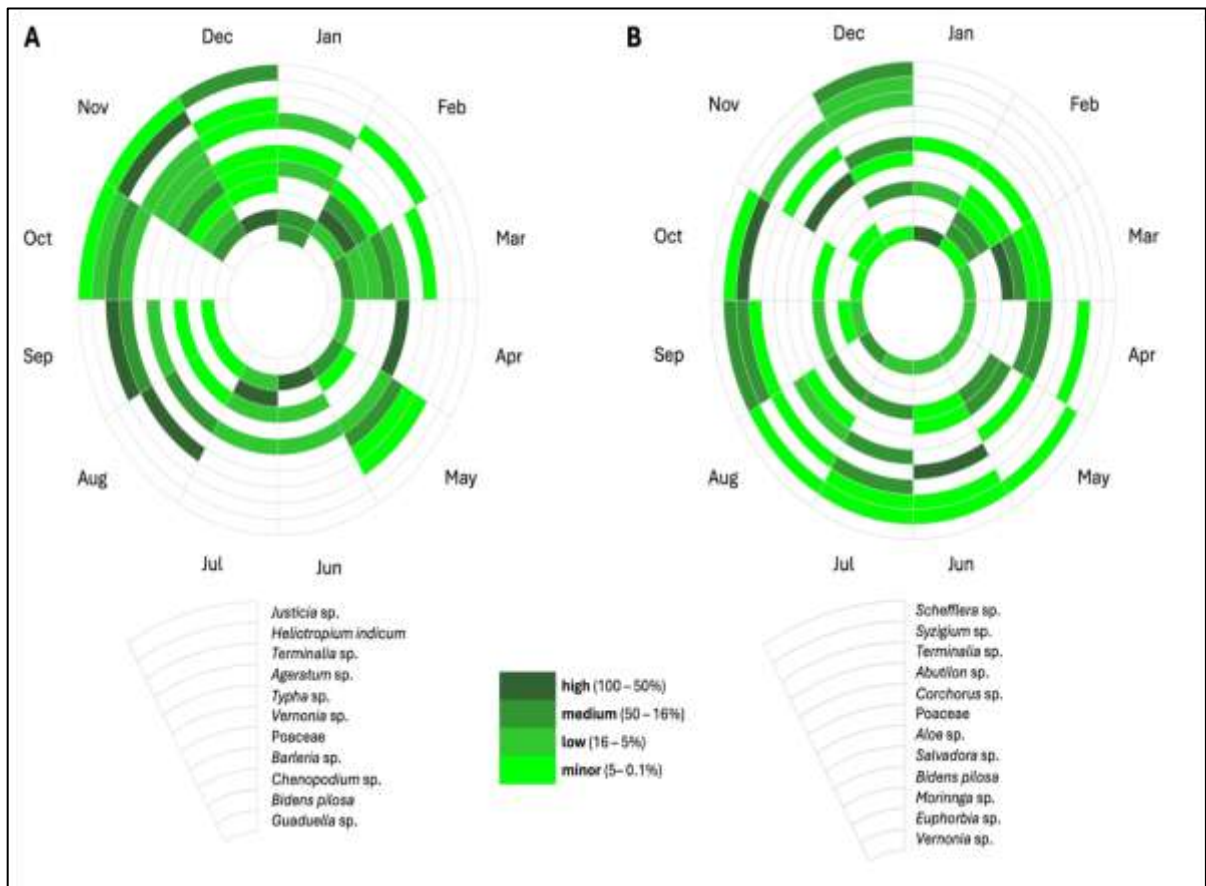 A
B
Dec
Jan
Nov
Feb
Oct
Mar
Sep
Apr
Aug
May
Jul
Jun
Dec
Jan
Nov
Feb
Oct
Mar
Sep
Apr
Aug
May
Jul
Jun
Justicia sp.
Heliotropium indicum
Terminalia sp.
Ageratum sp.
Typha sp.
Vernonia sp.
Poaceae
Barleria sp.
Chenopodium sp.
Bidens pilosa
Guaduella sp.
high (100 – 50%)
medium (50 – 16%)
low (16 – 5%)
minor (5– 0.1%)
Schefflera sp.
Syzigium sp.
Terminalia sp.
Abutilon sp.
Corchorus sp.
Poaceae
Aloe sp.
Salvadora sp.
Bidens pilosa
Morinnga sp.
Euphorbia sp.
Vernonia sp.